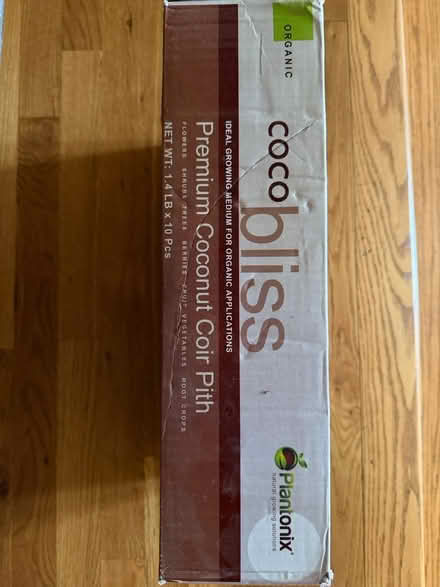 ORGANIC
coco bliss
IDEAL GROWING MEDIUM FOR ORGANIC APPLICATIONS
Premium Coconut Coir Pith
FLOWERS SHRUBS TREES BERRIES FRUIT VEGETABLES ROOT CROPS
NET WT: 1.4 LB x 10 Pcs
Plantonix®
natural growing solutions